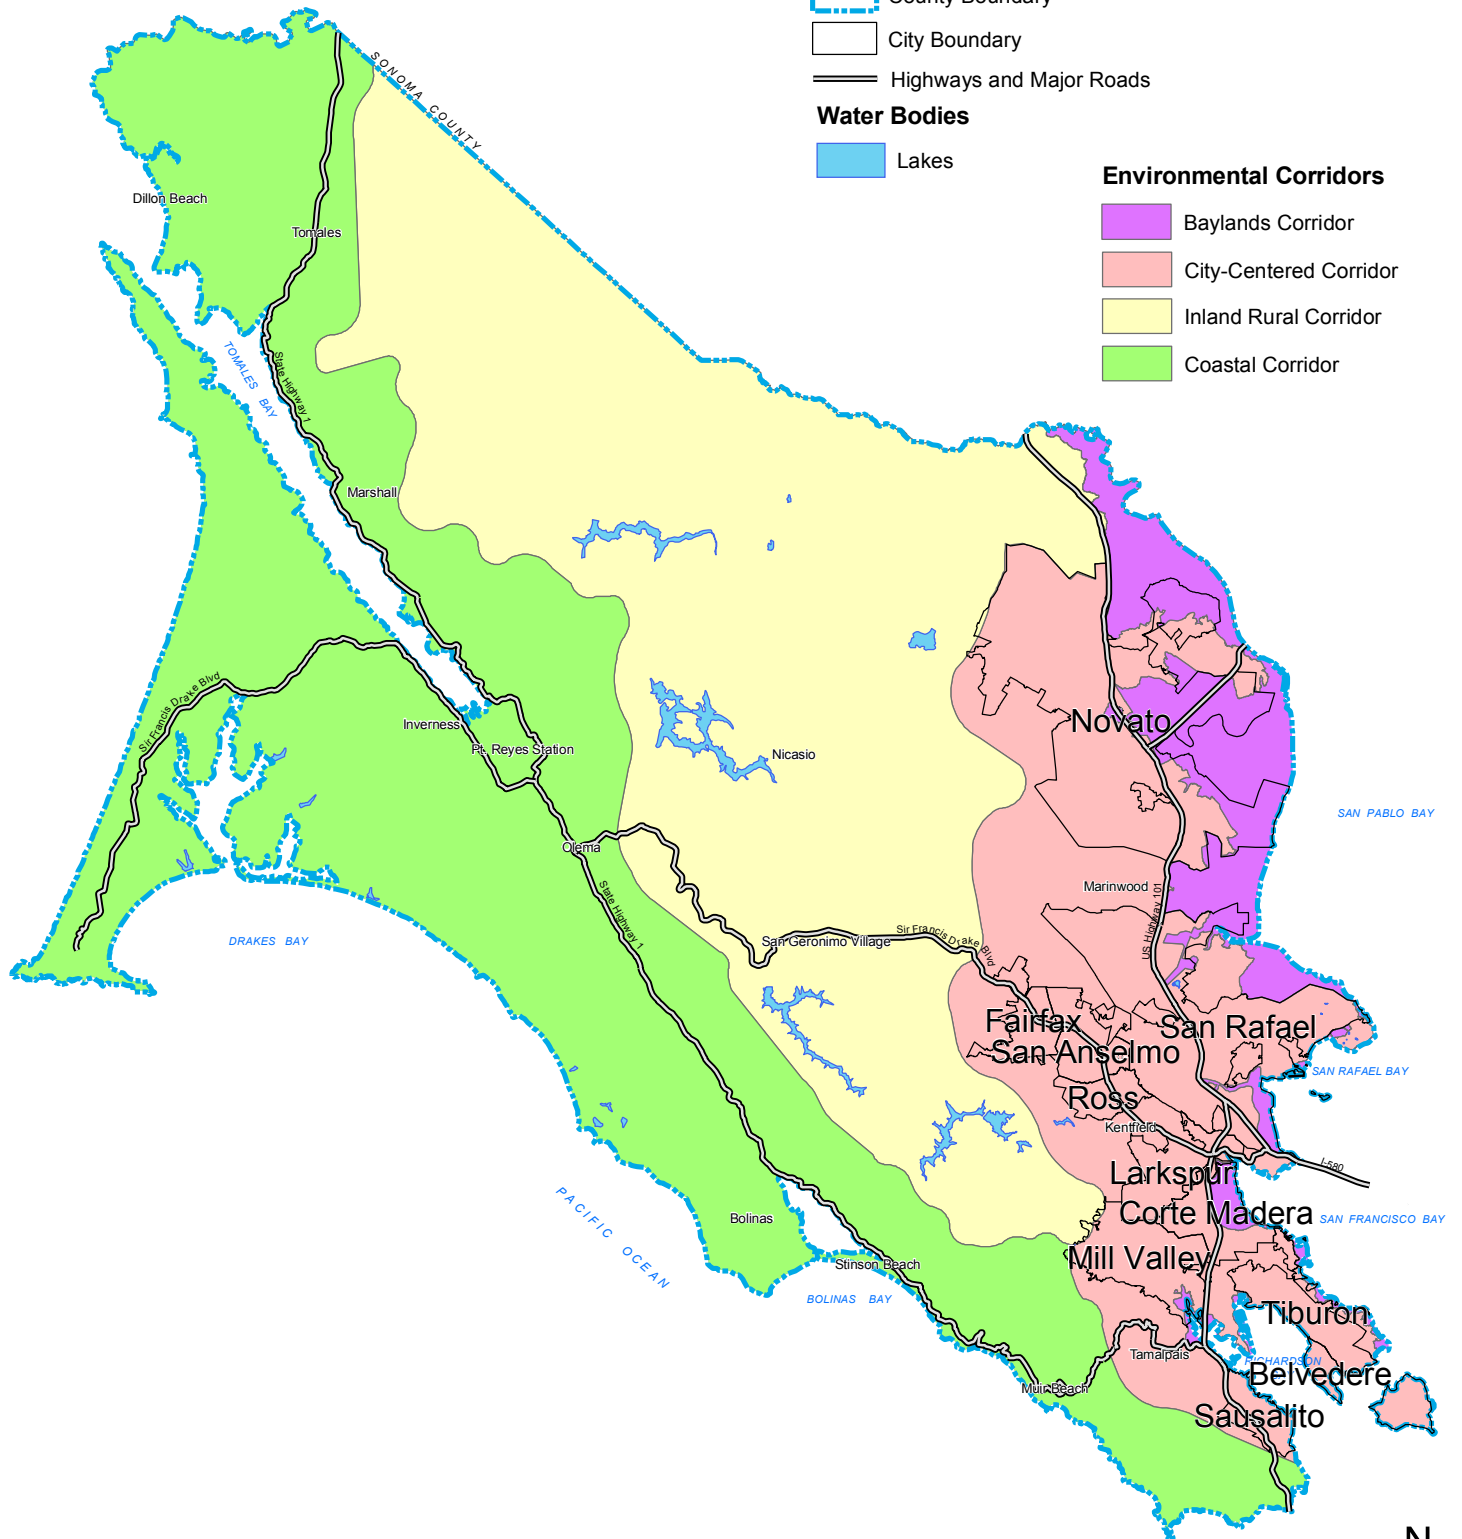 County Boundary
City Boundary
Highways and Major Roads
Water Bodies
Lakes
Environmental Corridors
Baylands Corridor
City-Centered Corridor
Inland Rural Corridor
Coastal Corridor
SONOMA COUNTY
Dillon Beach
Tomales
TOMALES BAY
State Highway 1
Marshall
Sir Francis Drake Blvd
Inverness
Pt. Reyes Station
Nicasio
Novato
SAN PABLO BAY
Olema
Marinwood
State Highway 1
US Highway 101
DRAKES BAY
San Geronimo Village
Sir Francis Drake Blvd
Fairfax
San Rafael
San Anselmo
SAN RAFAEL BAY
Ross
Kentfield
I-580
Larkspur
PACIFIC OCEAN
Bolinas
Corte Madera
SAN FRANCISCO BAY
Mill Valley
Stinson Beach
BOLINAS BAY
Tiburon
Tamalpais
RICHARDSON
Belvedere
Muir Beach
Sausalito
N